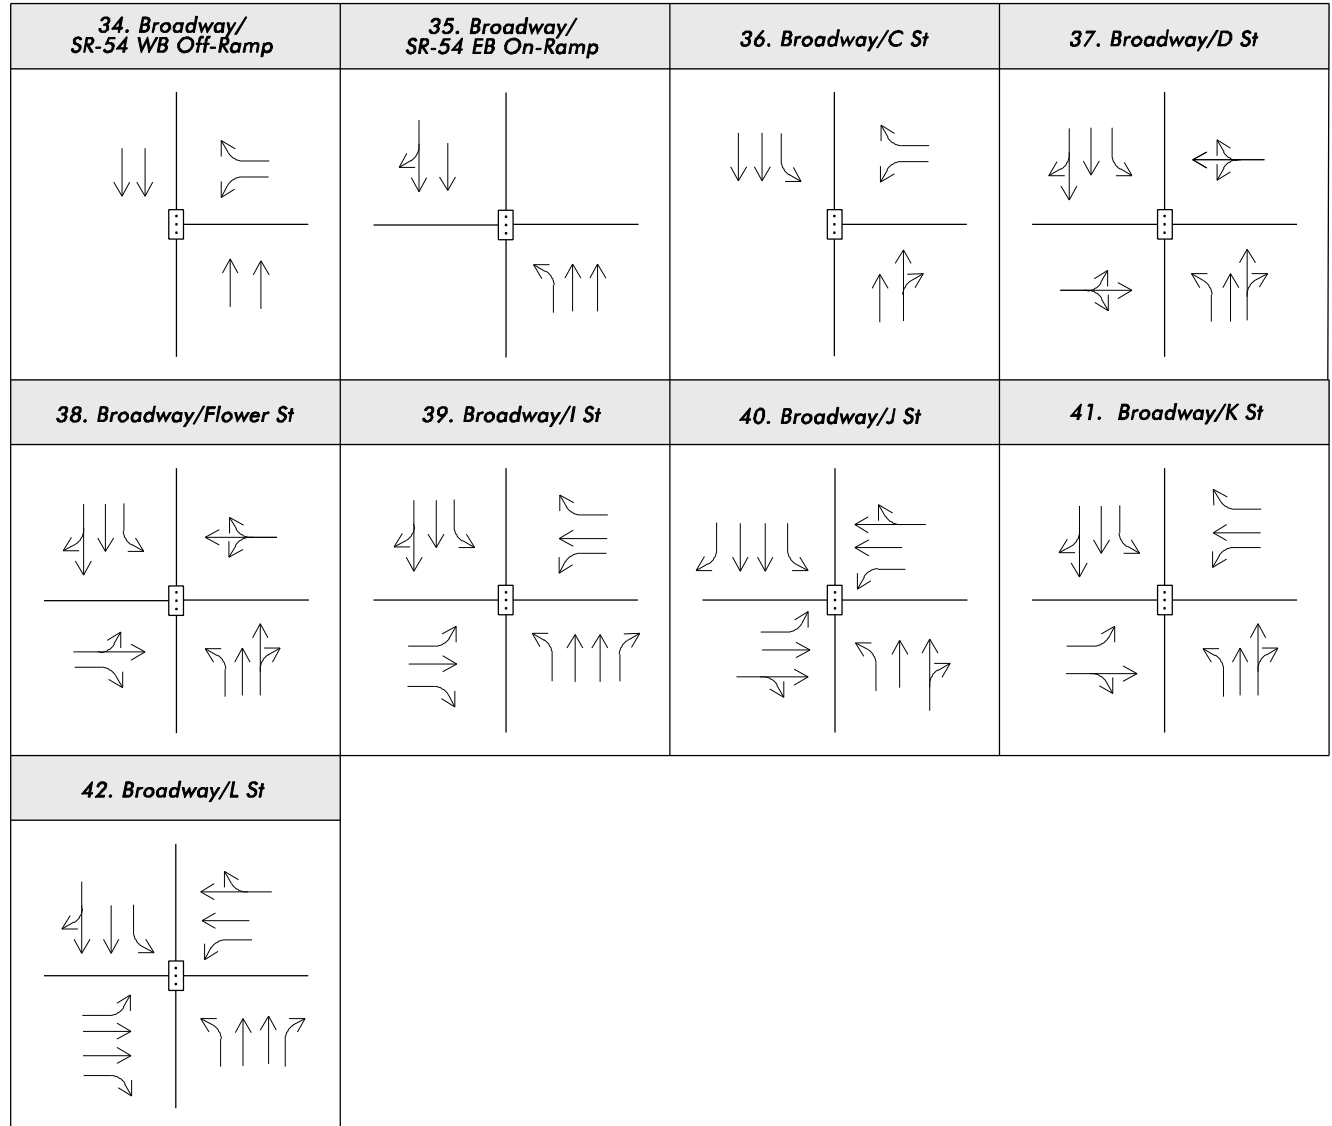 34. Broadway/
SR-54 WB Off-Ramp
35. Broadway/
SR-54 EB On-Ramp
36. Broadway/C St
37. Broadway/D St
38. Broadway/Flower St
39. Broadway/I St
40. Broadway/J St
41. Broadway/K St
42. Broadway/L St